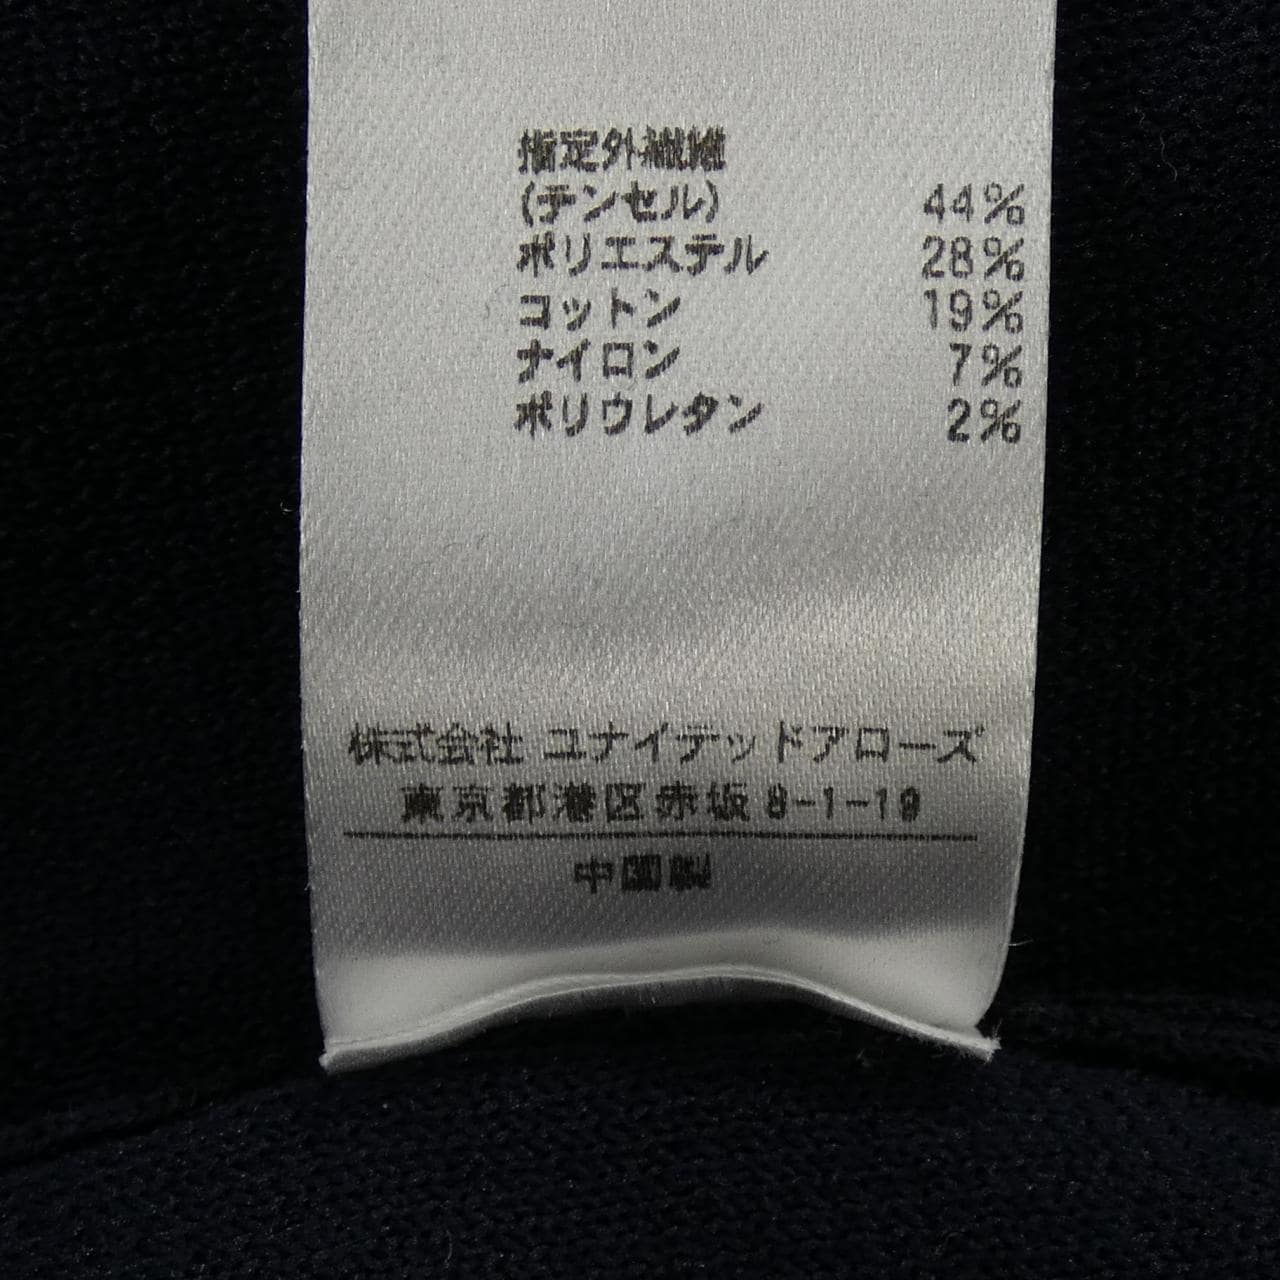 指定外繊維
(テンセル) 44%
ポリエステル 28%
コットン 19%
ナイロン 7%
ポリウレタン 2%
株式会社 ユナイテッドアローズ
東京都港区赤坂8-1-19
中国製